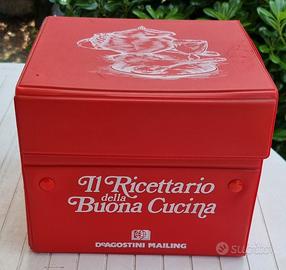 Il Ricettario
della
Buona Cucina
DEAGOSTINI MAILING
subito